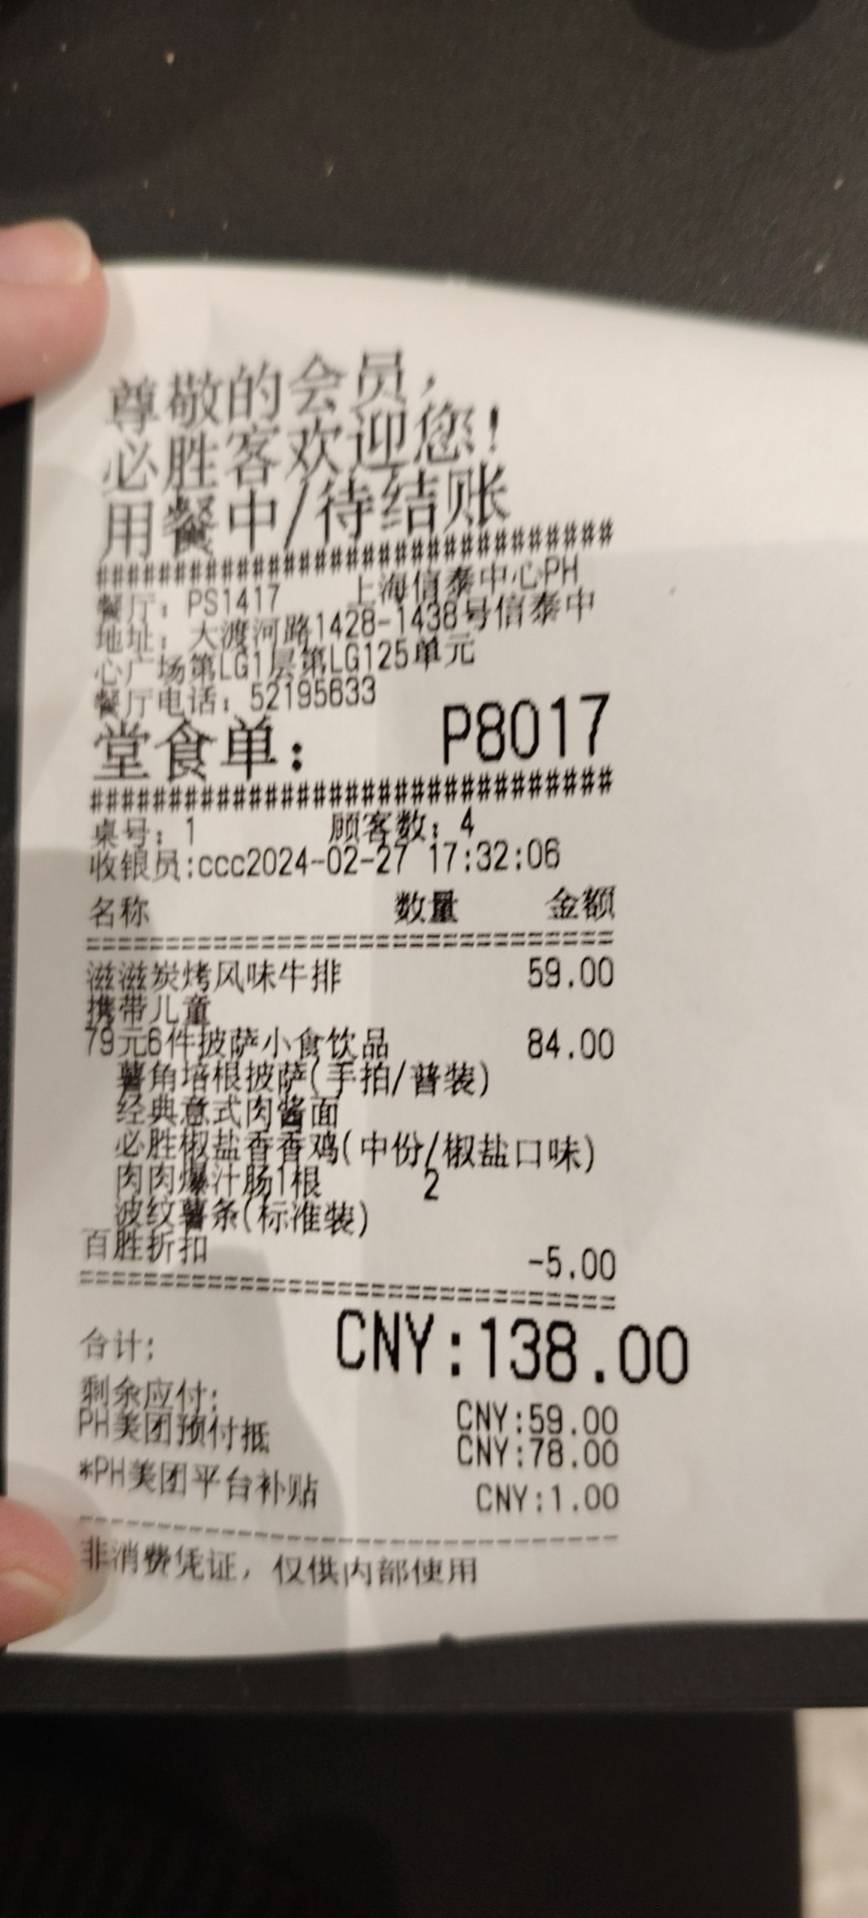 尊敬的会员，
必胜客欢迎您!
用餐中/待结账
##################################
餐厅: PS1417 上海信泰中心PH
地址: 大渡河路1428-1438号信泰中
心广场第LG1层第LG125单元
餐厅电话: 52195633
堂食单: P8017
##################################
桌号: 1 顾客数: 4
收银员:ccc2024-02-27 17:32:06
名称 数量 金额
==================================
滋滋炭烤风味牛排 59.00
携带儿童
79元6件披萨小食饮品 84.00
薯角培根披萨(手拍/普装)
经典意式肉酱面
必胜椒盐香香鸡(中份/椒盐口味)
肉肉爆汁肠1根 2
波纹薯条(标准装)
百胜折扣 -5.00
==================================
合计: CNY:138.00
剩余应付: CNY:59.00
PH美团预付抵 CNY:78.00
*PH美团平台补贴 CNY:1.00
----------------------------------
非消费凭证，仅供内部使用